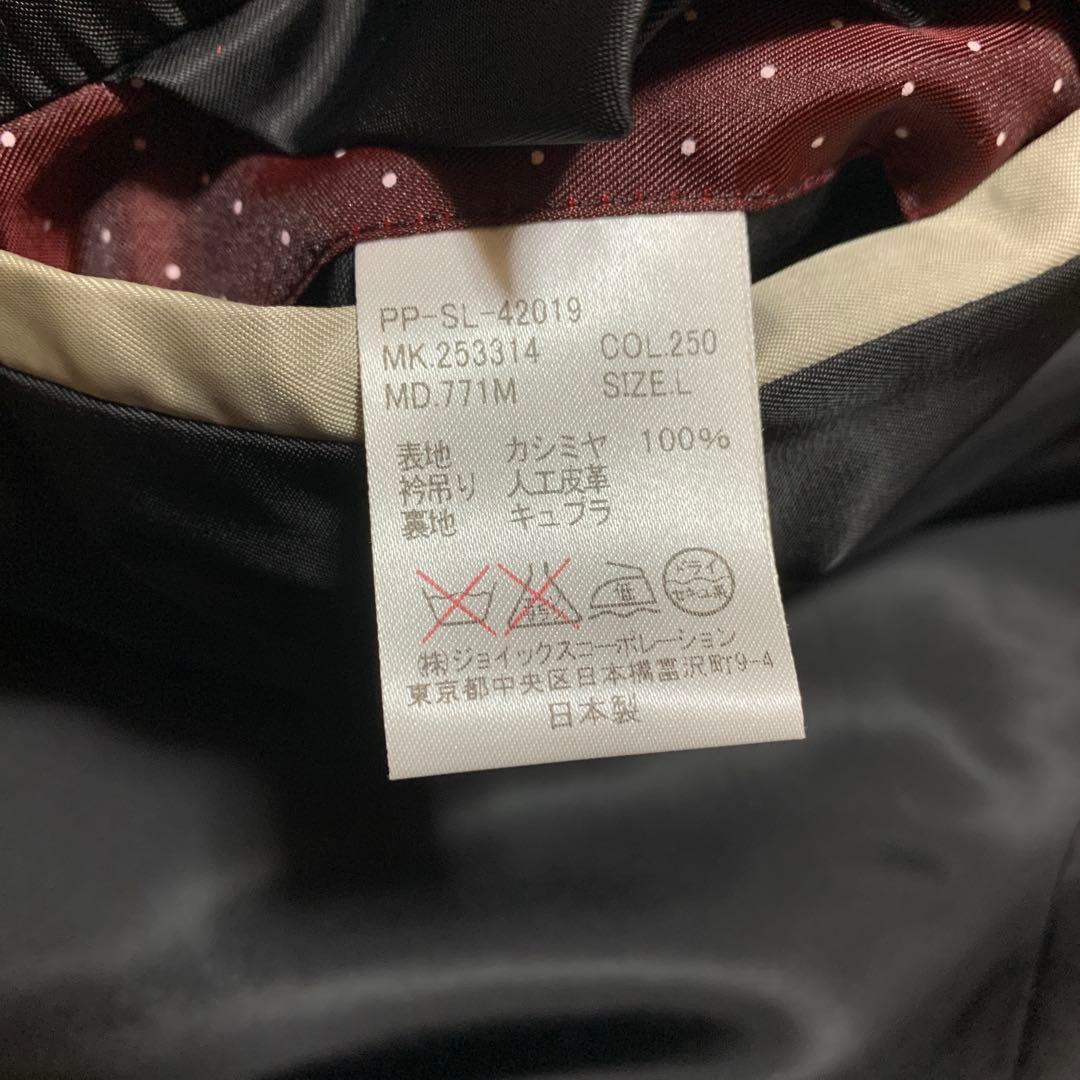 PP-SL-42019
MK.253314 COL.250
MD.771M SIZE.L
表地 カシミヤ 100%
衿吊り 人工皮革
裏地 キュプラ
エンソ 低 ドライ セキユ系
(株)ジョイックスコーポレーション
東京都中央区日本橋富沢町9-4
日本製